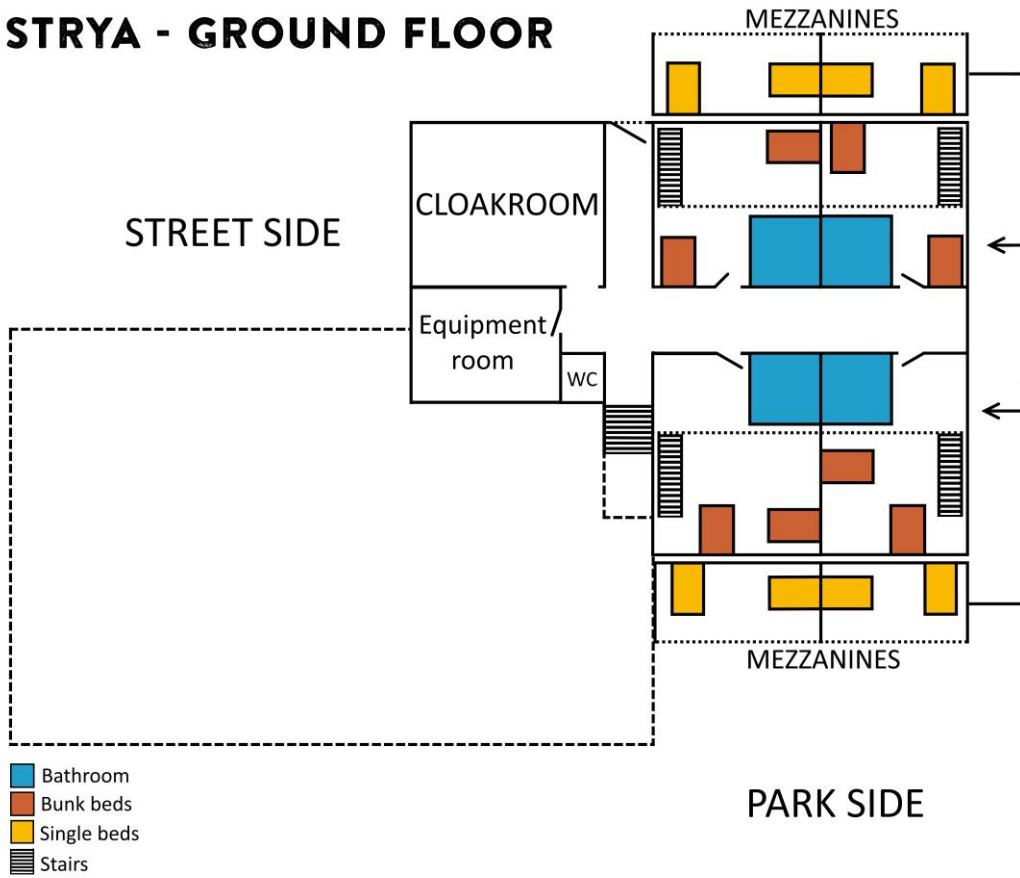 STRYA - GROUND FLOOR
MEZZANINES
CLOAKROOM
STREET SIDE
Equipment
room
WC
MEZZANINES
PARK SIDE
Bathroom
Bunk beds
Single beds
Stairs